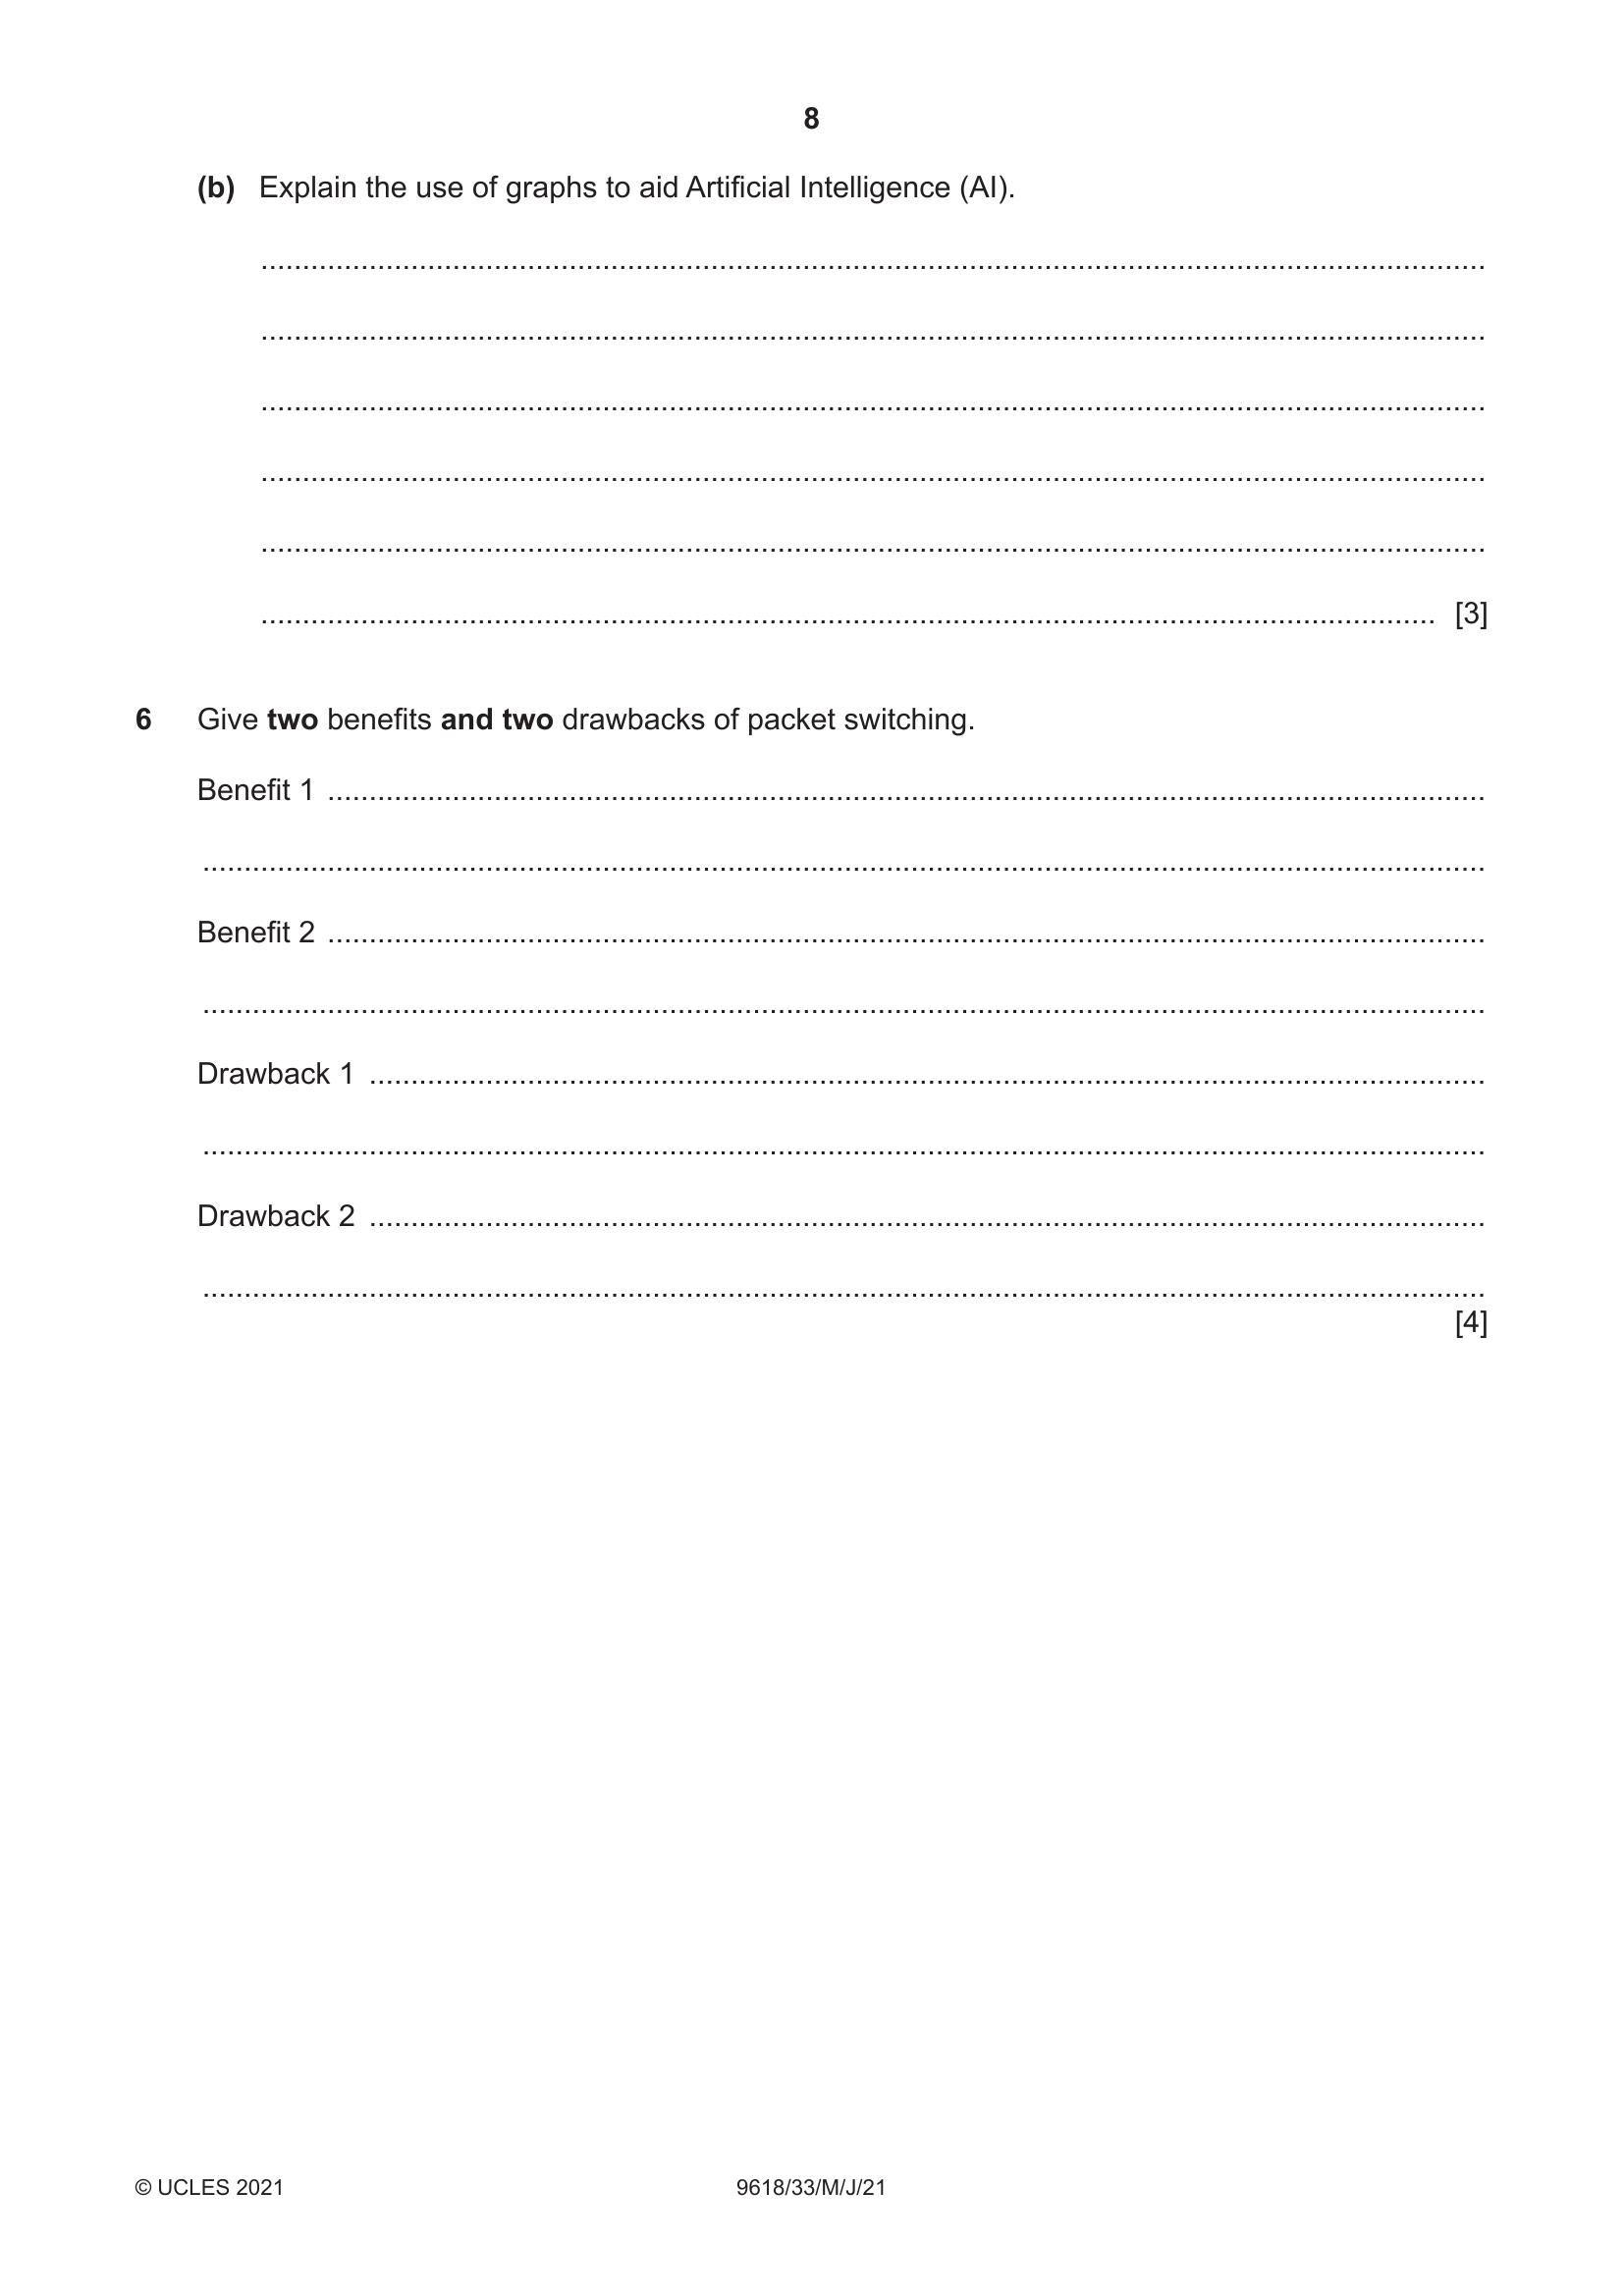 8
(b) Explain the use of graphs to aid Artificial Intelligence (AI).
[3]
6 Give two benefits and two drawbacks of packet switching.
Benefit 1
Benefit 2
Drawback 1
Drawback 2
[4]
© UCLES 2021 9618/33/M/J/21